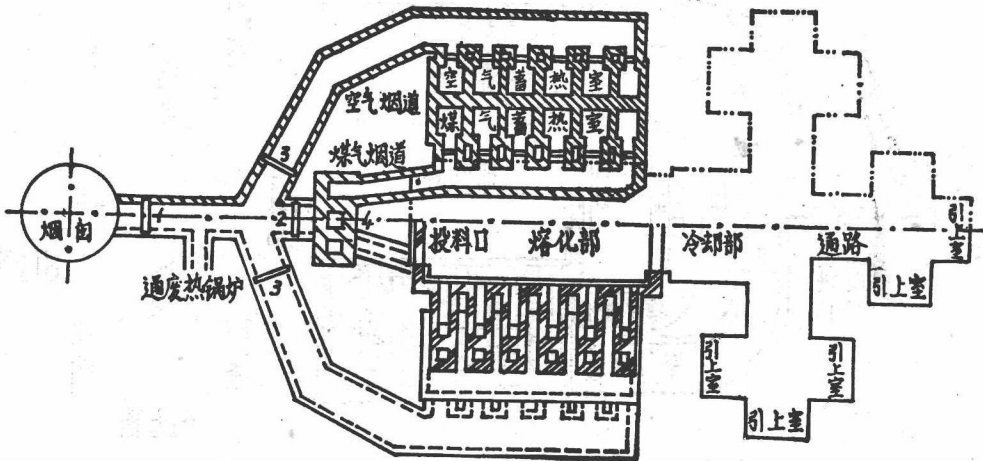 空气蓄热室
空气烟道
煤气蓄热室
煤气烟道
3
烟囱
1
2
4
投料口
熔化部
冷却部
通路
引上室
通废热锅炉
3
引上室
引上室
引上室
引上室